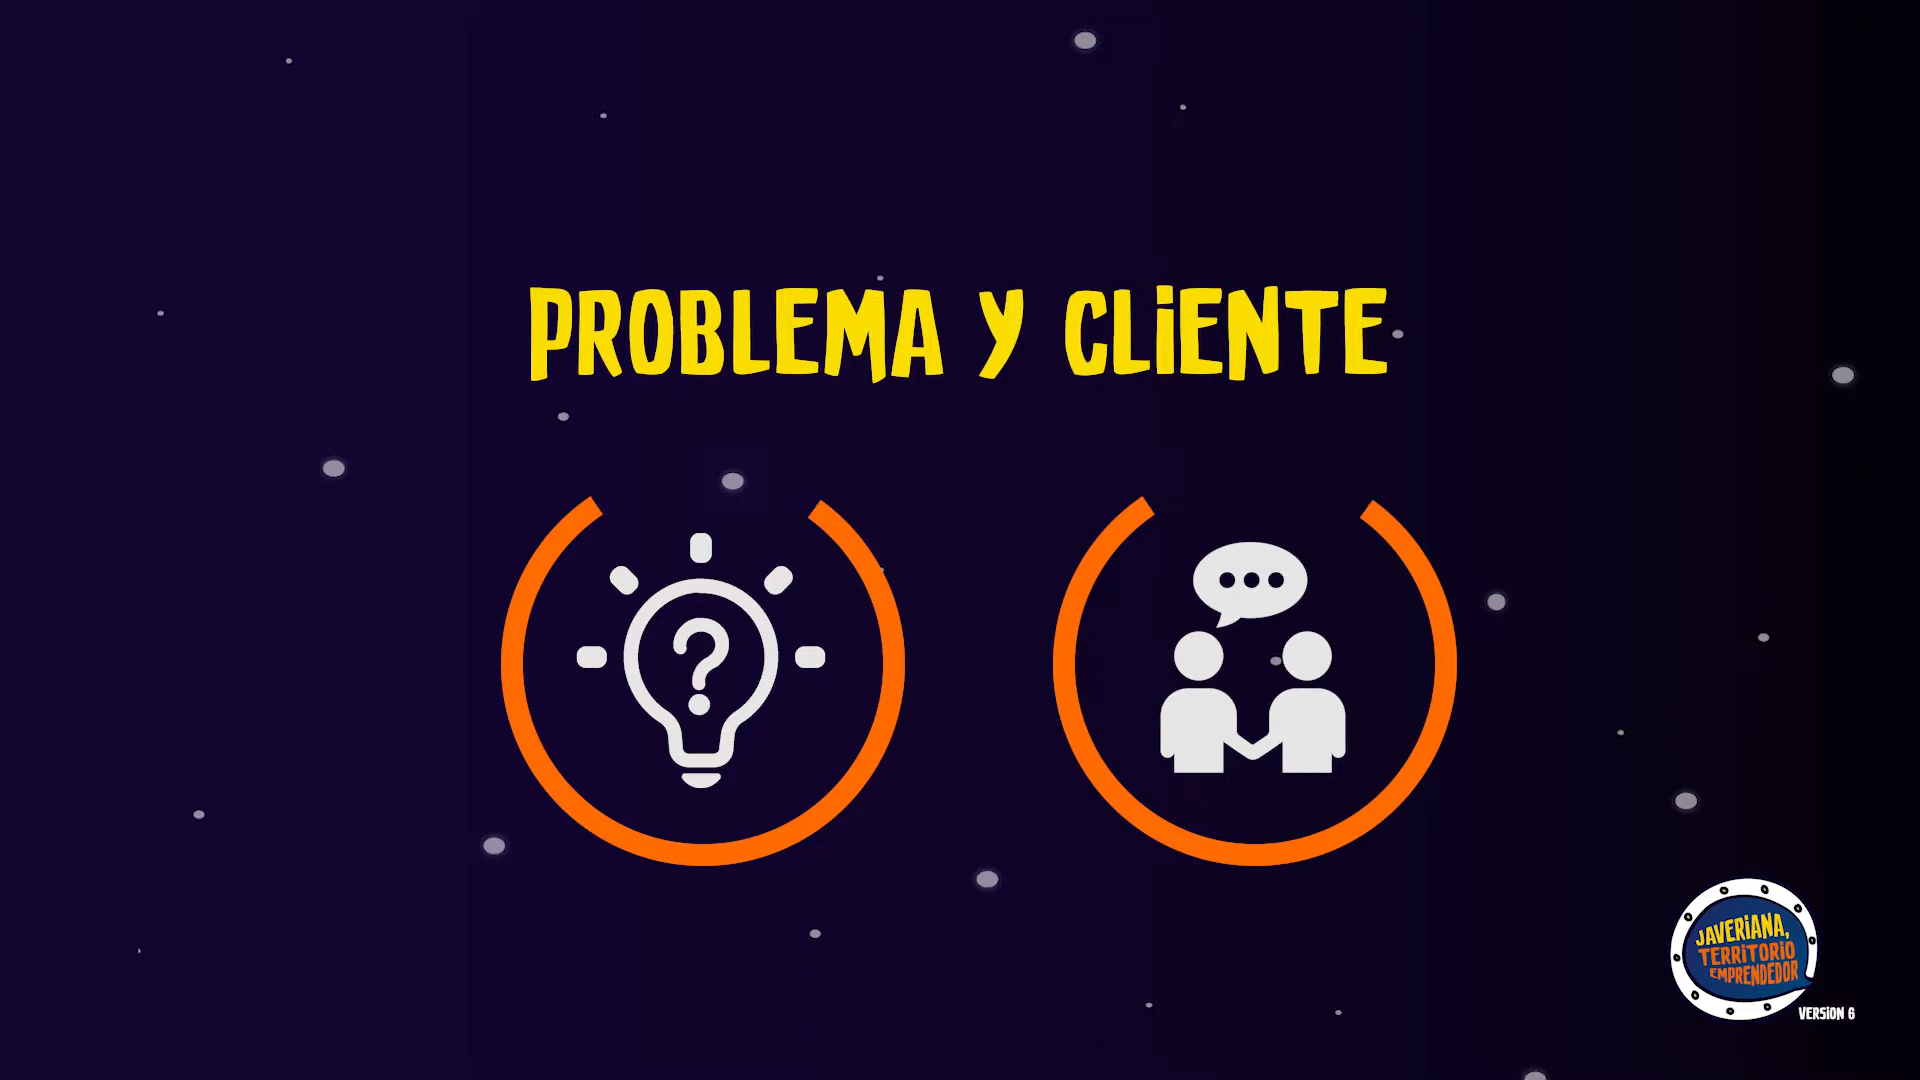 PROBLEMA Y CLiENTE
?
JAVERiANA,
TERRiTORiO
EMPRENDEDOR
VERSiON 6